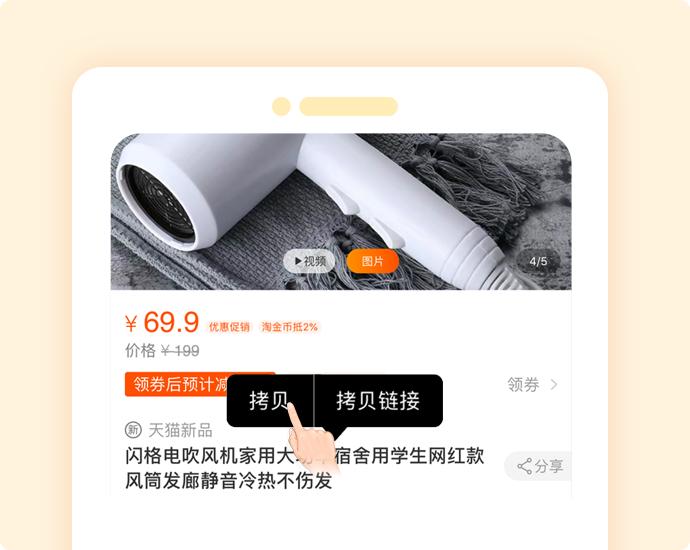 ▶视频
图片
4/5
¥ 69.9 优惠促销 淘金币抵2%
价格 ¥ 199
领券后预计减
领券
拷贝
拷贝链接
新 天猫新品
闪格电吹风机家用大 宿舍用学生网红款
风筒发廊静音冷热不伤发
分享